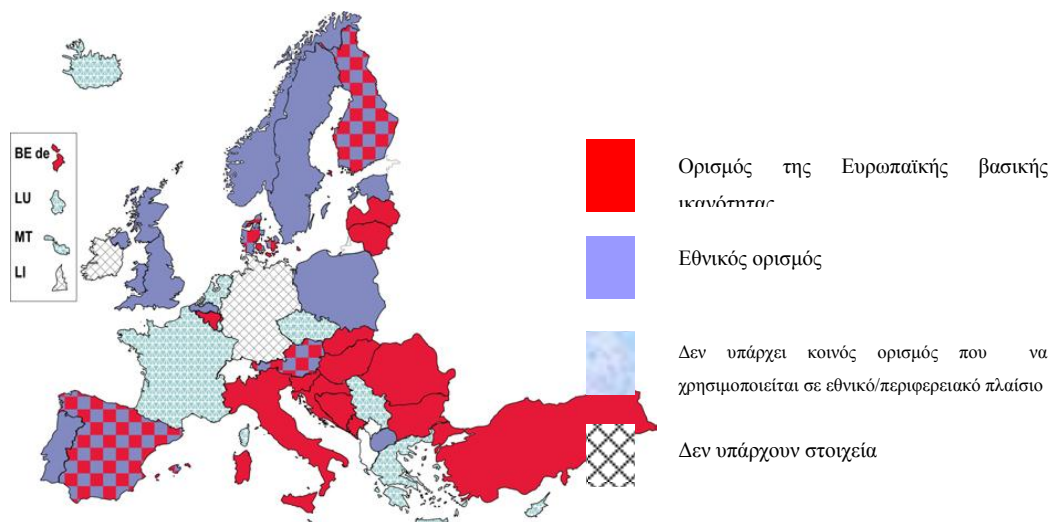 BE de
LU
MT
LI
Ορισμός της Ευρωπαϊκής βασικής
ικανότητας
Εθνικός ορισμός
Δεν υπάρχει κοινός ορισμός που να
χρησιμοποιείται σε εθνικό/περιφερειακό πλαίσιο
Δεν υπάρχουν στοιχεία